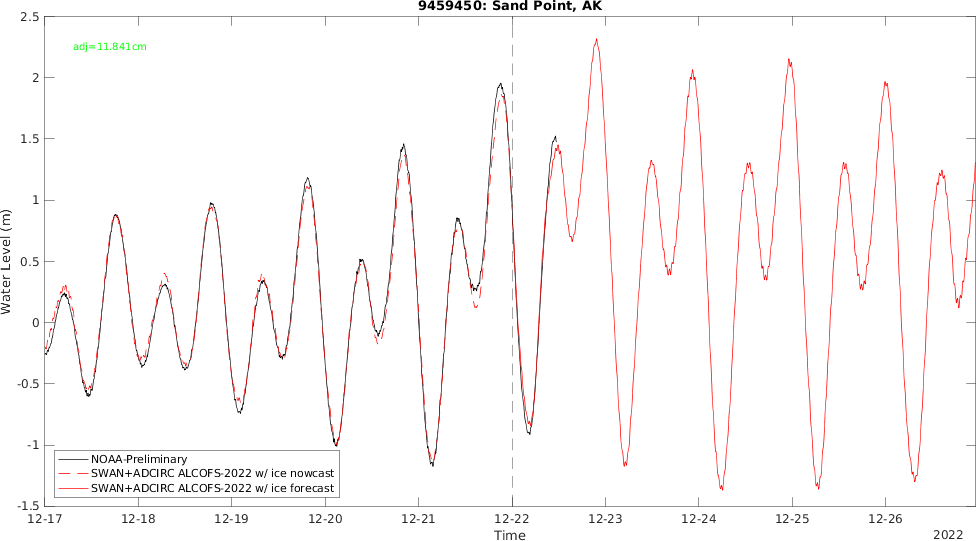 9459450: Sand Point, AK
adj=11.841cm
2.5
2
1.5
1
0.5
0
-0.5
-1
-1.5
Water Level (m)
NOAA-Preliminary
SWAN+ADCIRC ALCOFS-2022 w/ ice nowcast
SWAN+ADCIRC ALCOFS-2022 w/ ice forecast
12-17 12-18 12-19 12-20 12-21 12-22 12-23 12-24 12-25 12-26
Time
2022